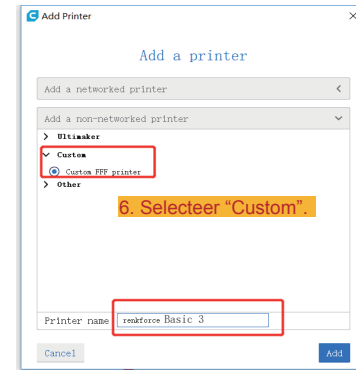 Add Printer
Add a printer
Add a networked printer
Add a non-networked printer
Ultimaker
Custom
Custom FFF printer
Other
6. Selecteer “Custom”.
Printer name renkforce Basic 3
Cancel Add